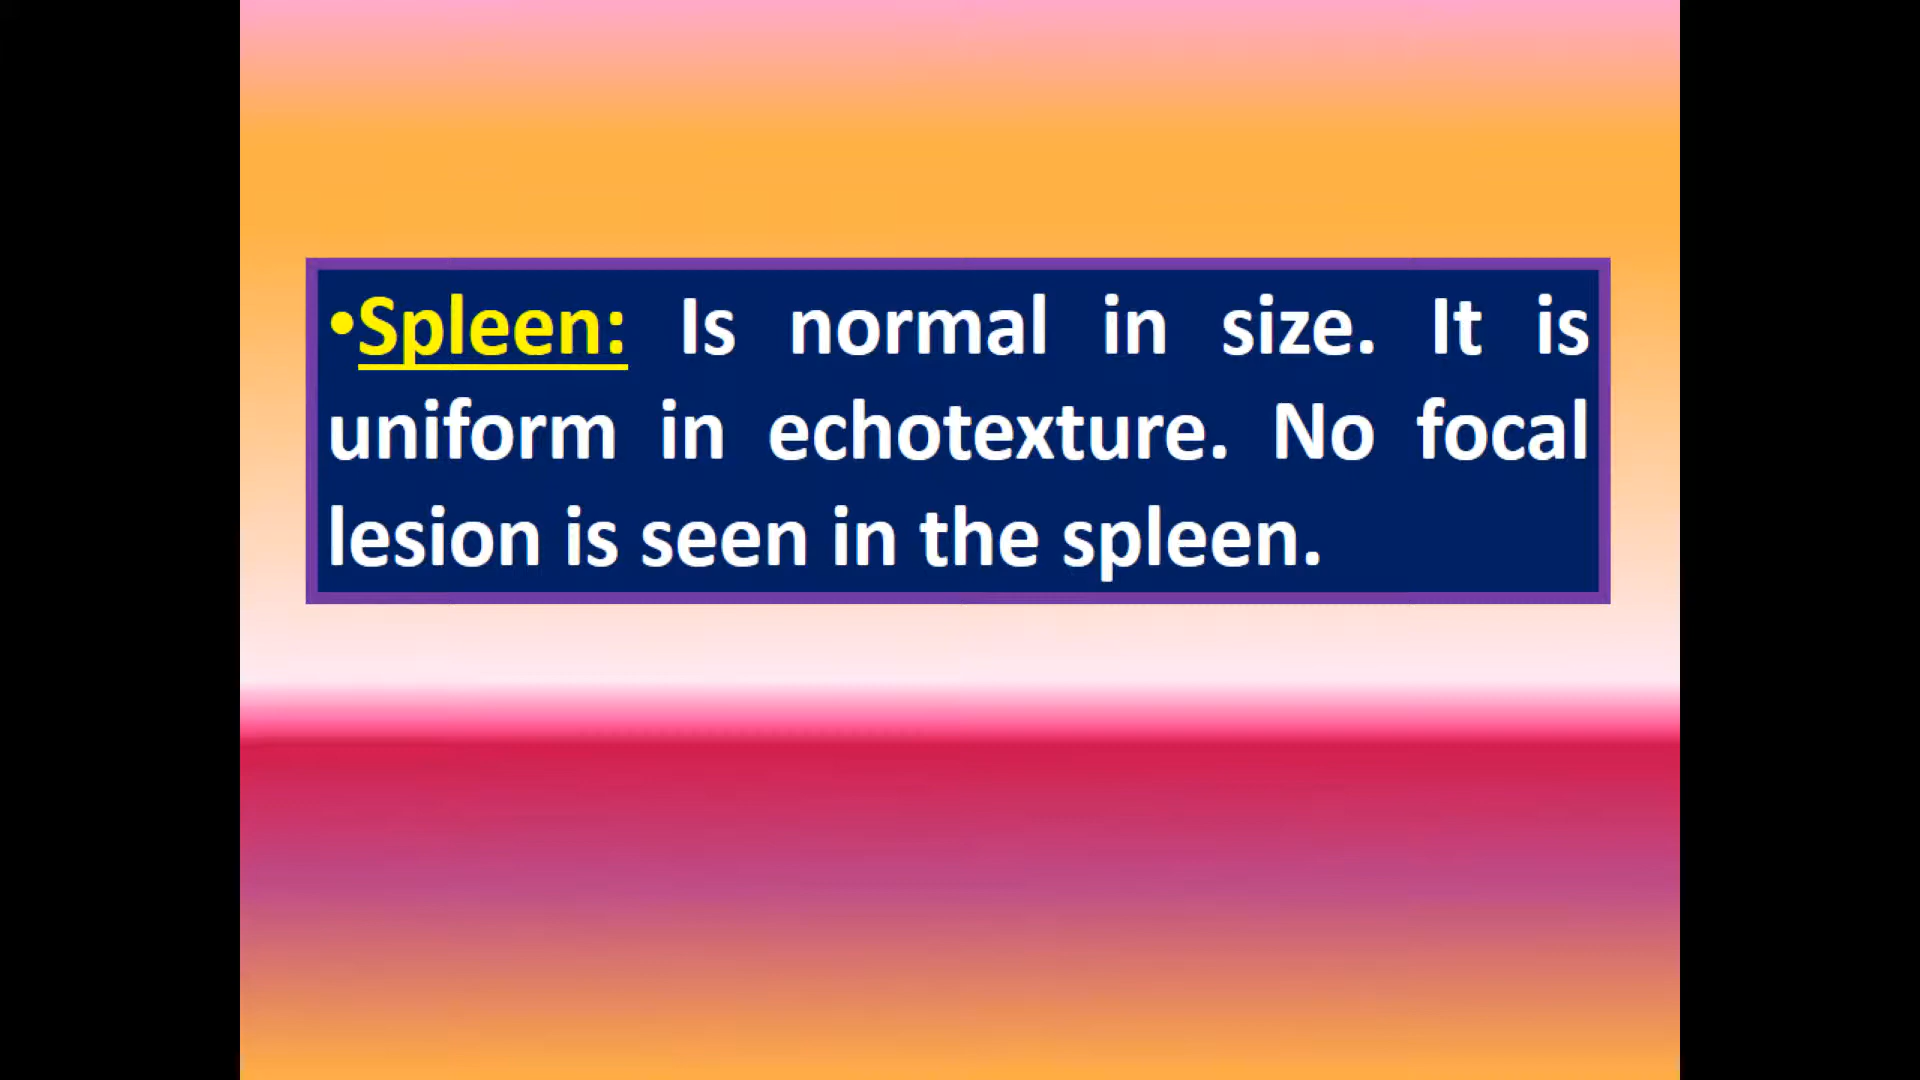 •Spleen: Is normal in size. It is
uniform in echotexture. No focal
lesion is seen in the spleen.